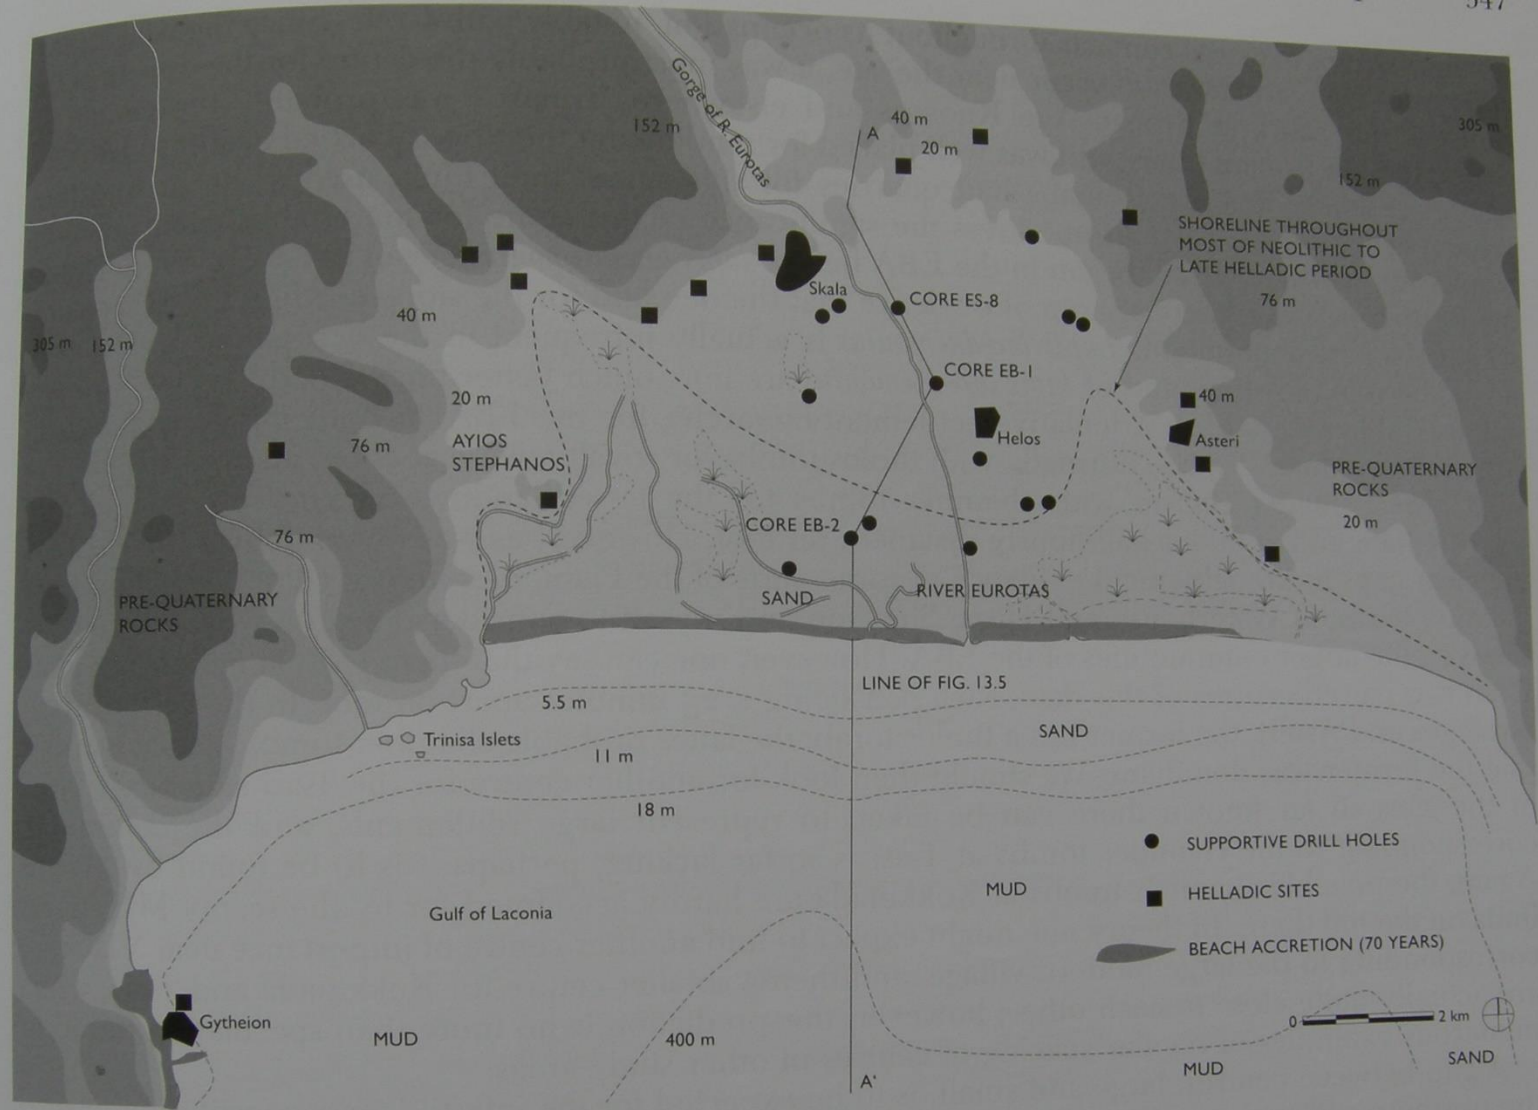 547
Gorge of R. Eurotas
152 m
A
40 m
20 m
305 m
152 m
SHORELINE THROUGHOUT
MOST OF NEOLITHIC TO
LATE HELLADIC PERIOD
76 m
Skala
CORE ES-8
40 m
305 m
152 m
CORE EB-1
20 m
40 m
Helos
Asteri
76 m
AYIOS
STEPHANOS
PRE-QUATERNARY
ROCKS
20 m
76 m
CORE EB-2
PRE-QUATERNARY
ROCKS
SAND
RIVER EUROTAS
LINE OF FIG. 13.5
5.5 m
SAND
Trinisa Islets
11 m
18 m
SUPPORTIVE DRILL HOLES
MUD
HELLADIC SITES
Gulf of Laconia
BEACH ACCRETION (70 YEARS)
Gytheion
0
2 km
MUD
400 m
SAND
MUD
A'